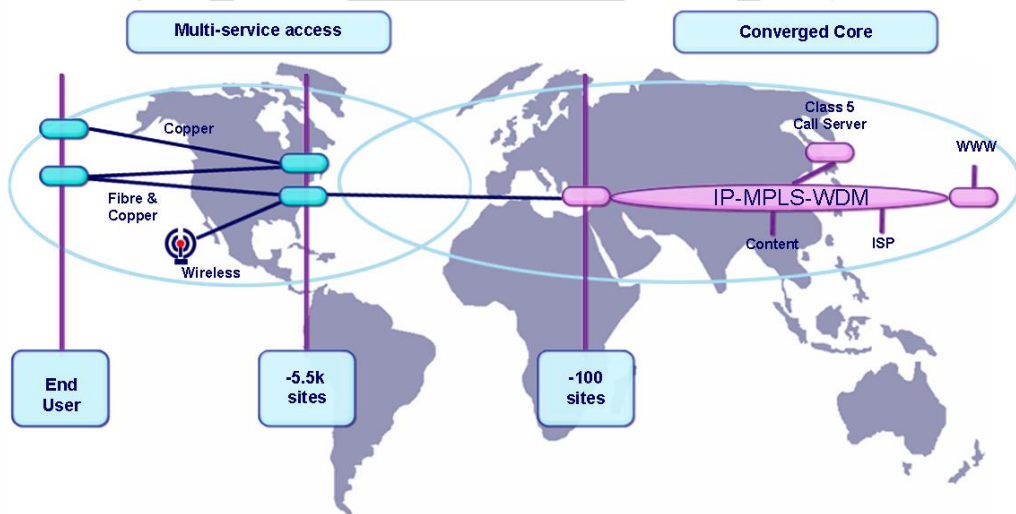 Multi-service access
Converged Core
Class 5
Call Server
Copper
WWW
Fibre &
Copper
IP-MPLS-WDM
Content
ISP
Wireless
End
User
-5.5k
sites
-100
sites